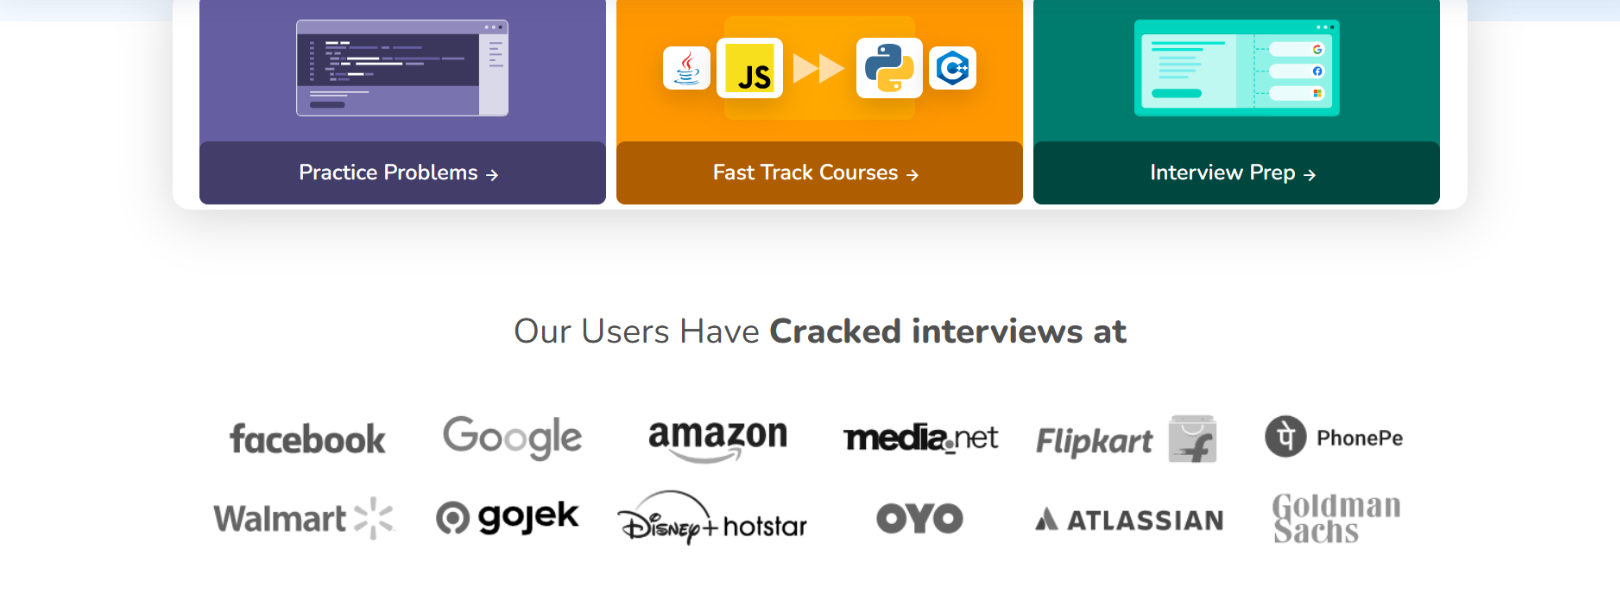 JS
Practice Problems →
Fast Track Courses →
Interview Prep →
Our Users Have Cracked interviews at
facebook
Google
amazon
media.net
Flipkart
पे PhonePe
Walmart
gojek
Disney+ hotstar
OYO
ATLASSIAN
Goldman
Sachs